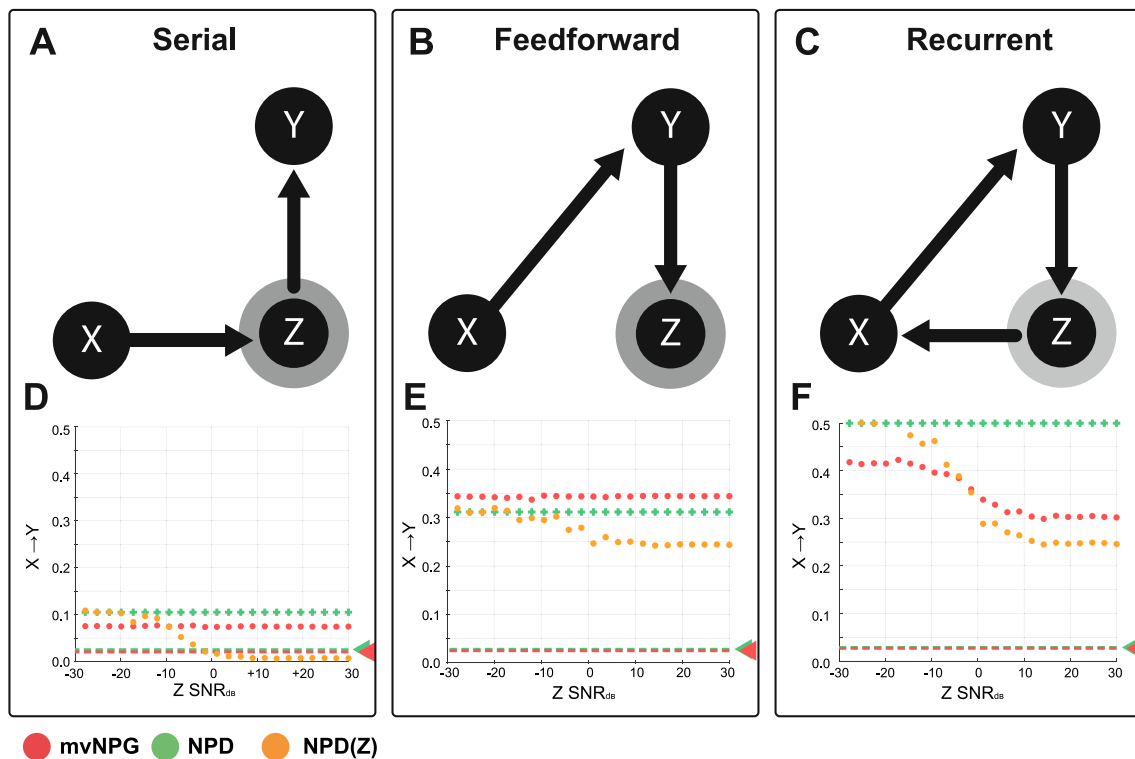 A Serial
Y
X
Z
D
0.5
0.4
0.3
0.2
0.1
0.0
X →Y
-30 -20 -10 0 +10 +20 30
Z SNRdB
B Feedforward
Y
X
Z
E
0.5
0.4
0.3
0.2
0.1
0.0
X →Y
-30 -20 -10 0 10 20 30
Z SNRdB
C Recurrent
Y
X
Z
F
0.5
0.4
0.3
0.2
0.1
0.0
X →Y
-30 -20 -10 0 10 20 30
Z SNRdB
mvNPG NPD NPD(Z)